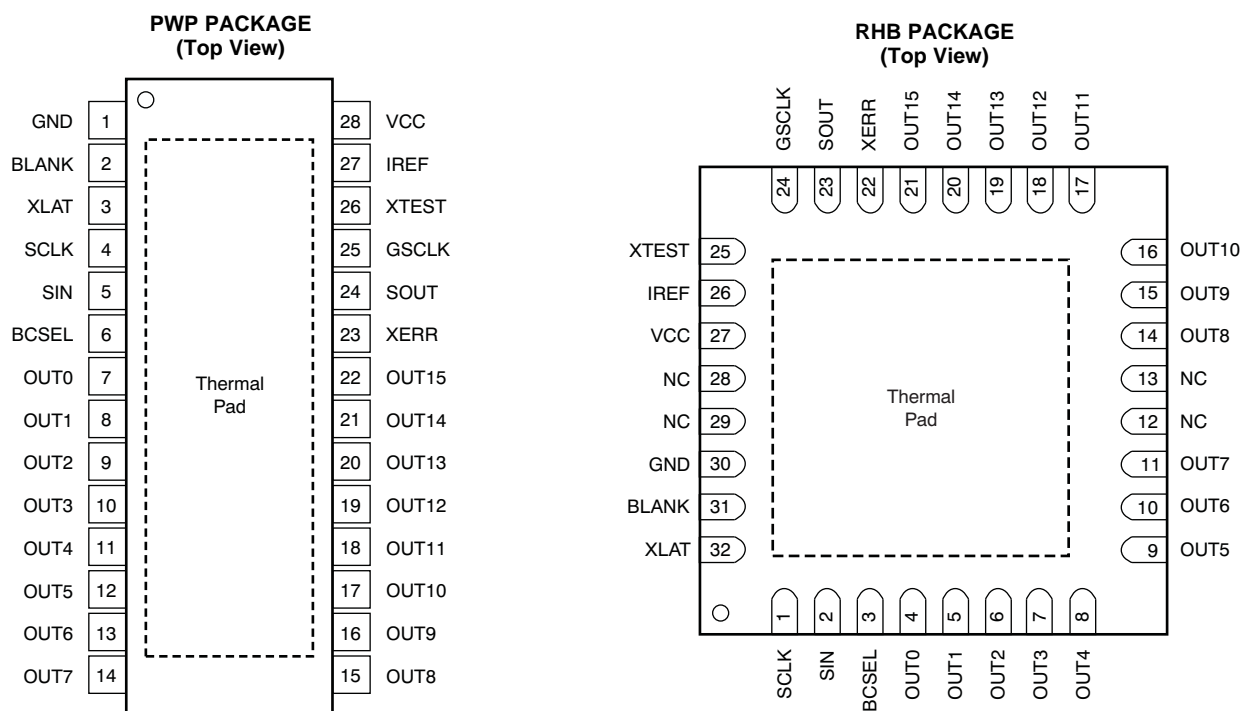 PWP PACKAGE
(Top View)
GND 1
BLANK 2
XLAT 3
SCLK 4
SIN 5
BCSEL 6
OUT0 7
OUT1 8
OUT2 9
OUT3 10
OUT4 11
OUT5 12
OUT6 13
OUT7 14
Thermal
Pad
28 VCC
27 IREF
26 XTEST
25 GSCLK
24 SOUT
23 XERR
22 OUT15
21 OUT14
20 OUT13
19 OUT12
18 OUT11
17 OUT10
16 OUT9
15 OUT8
RHB PACKAGE
(Top View)
GSCLK 24
SOUT 23
XERR 22
OUT15 21
OUT14 20
OUT13 19
OUT12 18
OUT11 17
XTEST 25
IREF 26
VCC 27
NC 28
NC 29
GND 30
BLANK 31
XLAT 32
Thermal
Pad
16 OUT10
15 OUT9
14 OUT8
13 NC
12 NC
11 OUT7
10 OUT6
9 OUT5
SCLK 1
SIN 2
BCSEL 3
OUT0 4
OUT1 5
OUT2 6
OUT3 7
OUT4 8